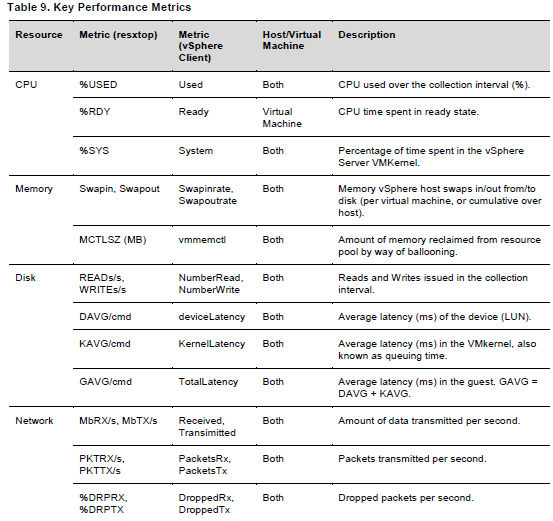 Table 9. Key Performance Metrics
Resource Metric (resxtop) Metric (vSphere Client) Host/Virtual Machine Description
CPU %USED Used Both CPU used over the collection interval (%).
%RDY Ready Virtual Machine CPU time spent in ready state.
%SYS System Both Percentage of time spent in the vSphere Server VMKernel.
Memory Swapin, Swapout Swapinrate, Swapoutrate Both Memory vSphere host swaps in/out from/to disk (per virtual machine, or cumulative over host).
MCTLSZ (MB) vmmemctl Both Amount of memory reclaimed from resource pool by way of ballooning.
Disk READs/s, WRITEs/s NumberRead, NumberWrite Both Reads and Writes issued in the collection interval.
DAVG/cmd deviceLatency Both Average latency (ms) of the device (LUN).
KAVG/cmd KernelLatency Both Average latency (ms) in the VMkernel, also known as queuing time.
GAVG/cmd TotalLatency Both Average latency (ms) in the guest. GAVG = DAVG + KAVG.
Network MbRX/s, MbTX/s Received, Transimitted Both Amount of data transmitted per second.
PKTRX/s, PKTTX/s PacketsRx, PacketsTx Both Packets transmitted per second.
%DRPRX, %DRPTX DroppedRx, DroppedTx Both Dropped packets per second.